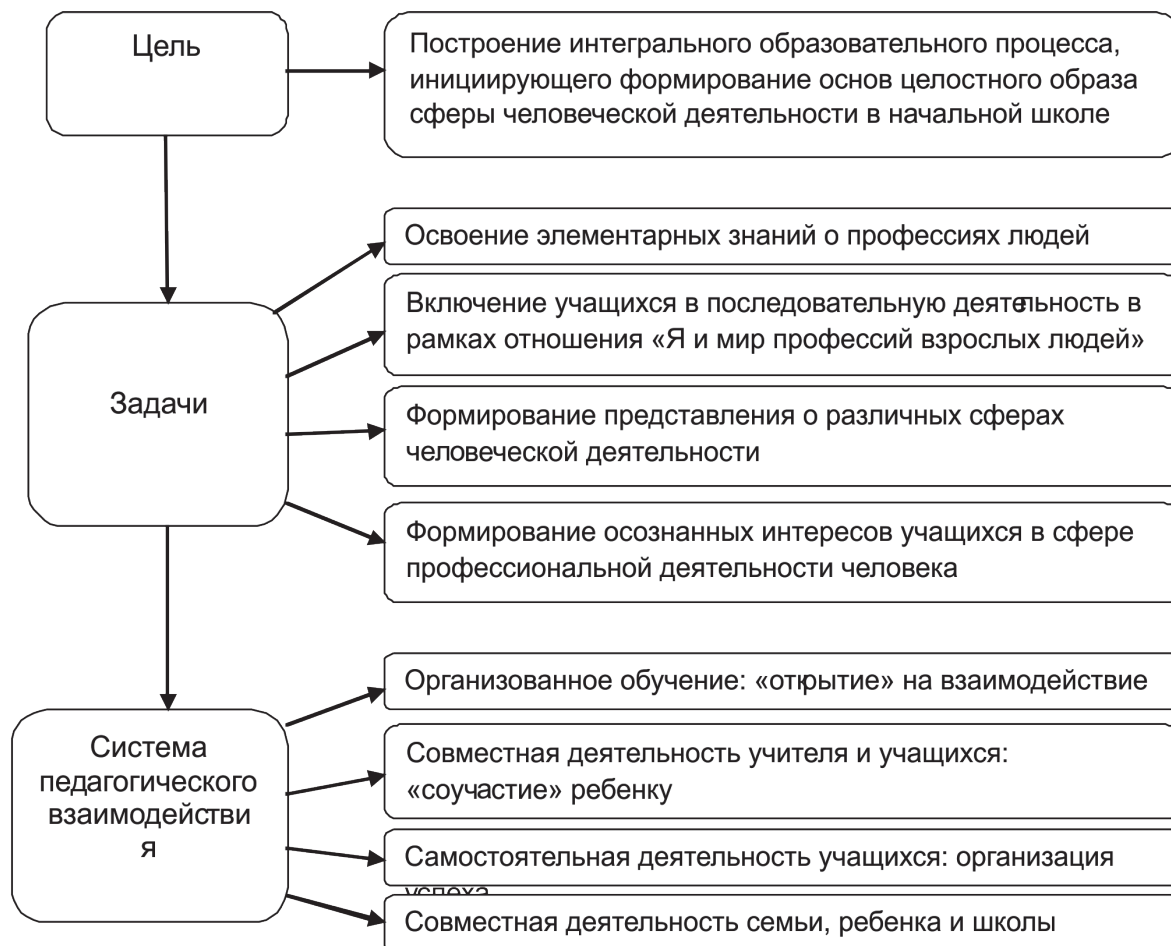 Цель
Построение интегрального образовательного процесса,
инициирующего формирование основ целостного образа
сферы человеческой деятельности в начальной школе
Задачи
Освоение элементарных знаний о профессиях людей
Включение учащихся в последовательную деятельность в
рамках отношения «Я и мир профессий взрослых людей»
Формирование представления о различных сферах
человеческой деятельности
Формирование осознанных интересов учащихся в сфере
профессиональной деятельности человека
Система
педагогического
взаимодействи
я
Организованное обучение: «открытие» на взаимодействие
Совместная деятельность учителя и учащихся:
«соучастие» ребенку
Самостоятельная деятельность учащихся: организация
успеха
Совместная деятельность семьи, ребенка и школы